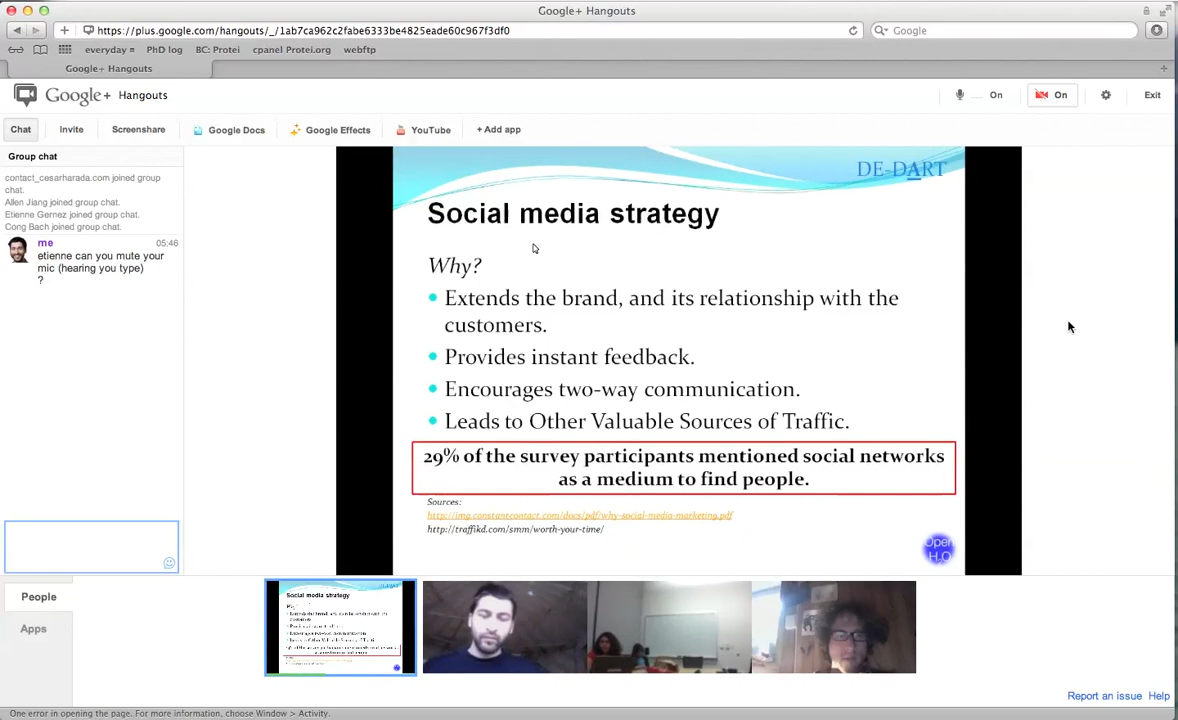 Google+ Hangouts
https://plus.google.com/hangouts/_/1ab7ca962c2fabe6333be4825eade60c967f3df0
Google
everyday
PhD log
BC: Protei
cpanel Protei.org
webftp
Google+ Hangouts
Google+ Hangouts
On
On
Exit
Chat
Invite
Screenshare
Google Docs
Google Effects
YouTube
+ Add app
Group chat
contact_cesarharada.com joined group
chat.
Allen Jiang joined group chat.
Etienne Gernez joined group chat.
Cong Bach joined group chat.
me 05:46
etienne can you mute your
mic (hearing you type)
?
DE-DART
Social media strategy
Why?
Extends the brand, and its relationship with the
customers.
Provides instant feedback.
Encourages two-way communication.
Leads to Other Valuable Sources of Traffic.
29% of the survey participants mentioned social networks
as a medium to find people.
Sources:
http://img.constantcontact.com/docs/pdf/why-social-media-marketing.pdf
http://traffikd.com/smm/worth-your-time/
Open
H₂O
People
Apps
Social media strategy
Report an issue
Help
One error in opening the page. For more information, choose Window > Activity.